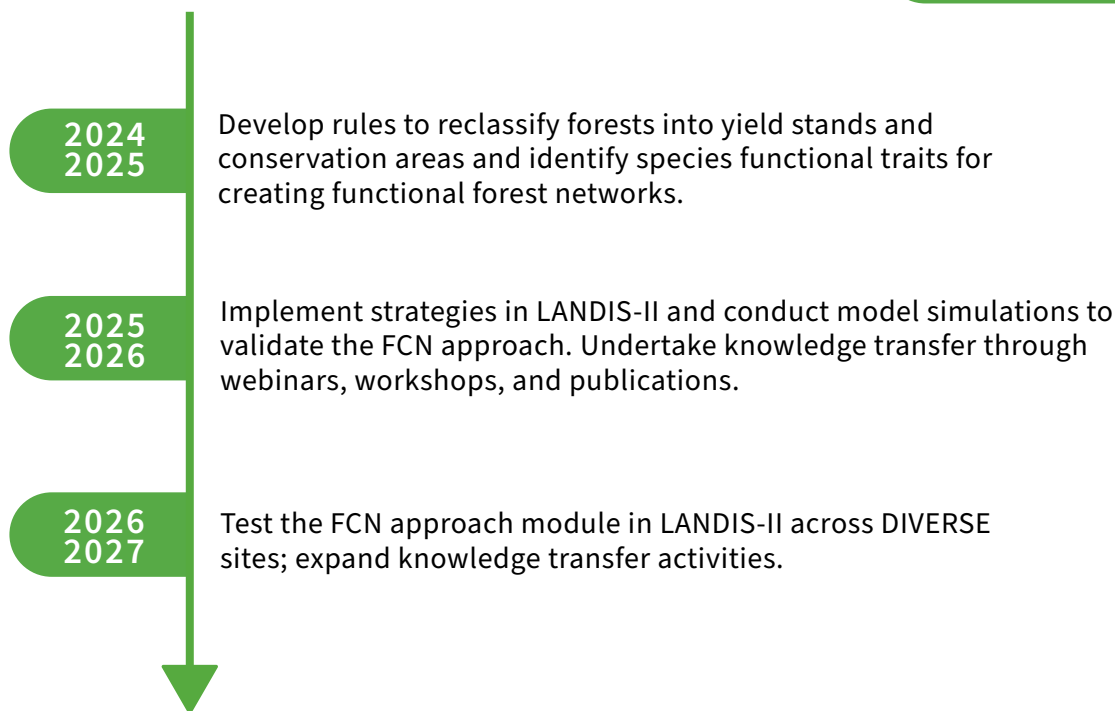 2024
2025
Develop rules to reclassify forests into yield stands and
conservation areas and identify species functional traits for
creating functional forest networks.
2025
2026
Implement strategies in LANDIS-II and conduct model simulations to
validate the FCN approach. Undertake knowledge transfer through
webinars, workshops, and publications.
2026
2027
Test the FCN approach module in LANDIS-II across DIVERSE
sites; expand knowledge transfer activities.